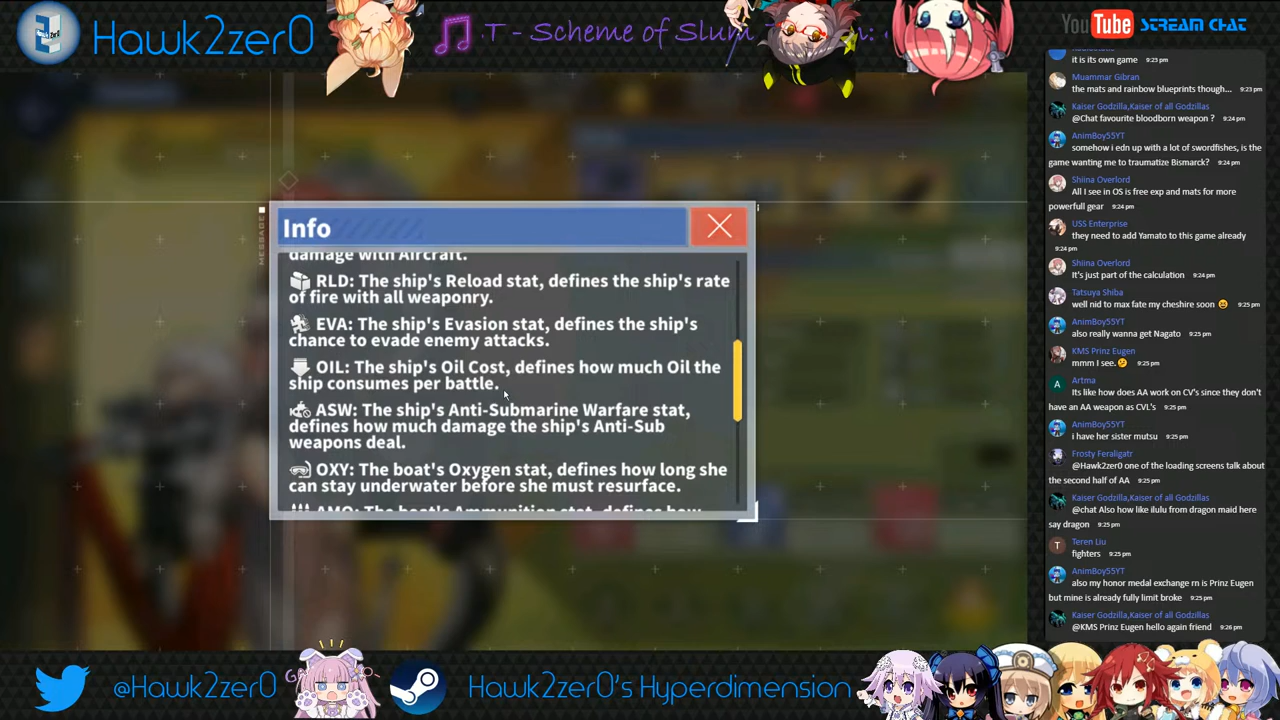 Hawk2zer0
T - Scheme of Slum
You Tube STREAM CHAT
MESSAGE
Info
damage with Aircraft.
RLD: The ship's Reload stat, defines the ship's rate
of fire with all weaponry.
EVA: The ship's Evasion stat, defines the ship's
chance to evade enemy attacks.
OIL: The ship's Oil Cost, defines how much Oil the
ship consumes per battle.
ASW: The ship's Anti-Submarine Warfare stat,
defines how much damage the ship's Anti-Sub
weapons deal.
OXY: The boat's Oxygen stat, defines how long she
can stay underwater before she must resurface.
AMO: The boat's Ammunition stat, defines how
it is its own game 9:23 pm
Muammar Gibran
the mats and rainbow blueprints though... 9:23 pm
Kaiser Godzilla,Kaiser of all Godzillas
@Chat favourite bloodborn weapon ? 9:24 pm
AnimBoy55YT
somehow i edn up with a lot of swordfishes, is the
game wanting me to traumatize Bismarck? 9:24 pm
Shiina Overlord
All I see in OS is free exp and mats for more
powerfull gear 9:24 pm
USS Enterprise
they need to add Yamato to this game already
9:24 pm
Shiina Overlord
It's just part of the calculation 9:24 pm
Tatsuya Shiba
well nid to max fate my cheshire soon 9:25 pm
AnimBoy55YT
also really wanna get Nagato 9:25 pm
KMS Prinz Eugen
mmm I see. 9:25 pm
A
Artma
Its like how does AA work on CV's since they don't
have an AA weapon as CVL's 9:25 pm
AnimBoy55YT
i have her sister mutsu 9:25 pm
Frosty Feraligatr
@Hawk2zer0 one of the loading screens talk about
the second half of AA 9:25 pm
Kaiser Godzilla,Kaiser of all Godzillas
@chat Also how like ilulu from dragon maid here
say dragon 9:25 pm
T
Teren Liu
fighters 9:25 pm
AnimBoy55YT
also my honor medal exchange rn is Prinz Eugen
but mine is already fully limit broke 9:25 pm
Kaiser Godzilla,Kaiser of all Godzillas
@KMS Prinz Eugen hello again friend 9:26 pm
@Hawk2zer0
Hawk2zer0's Hyperdimension